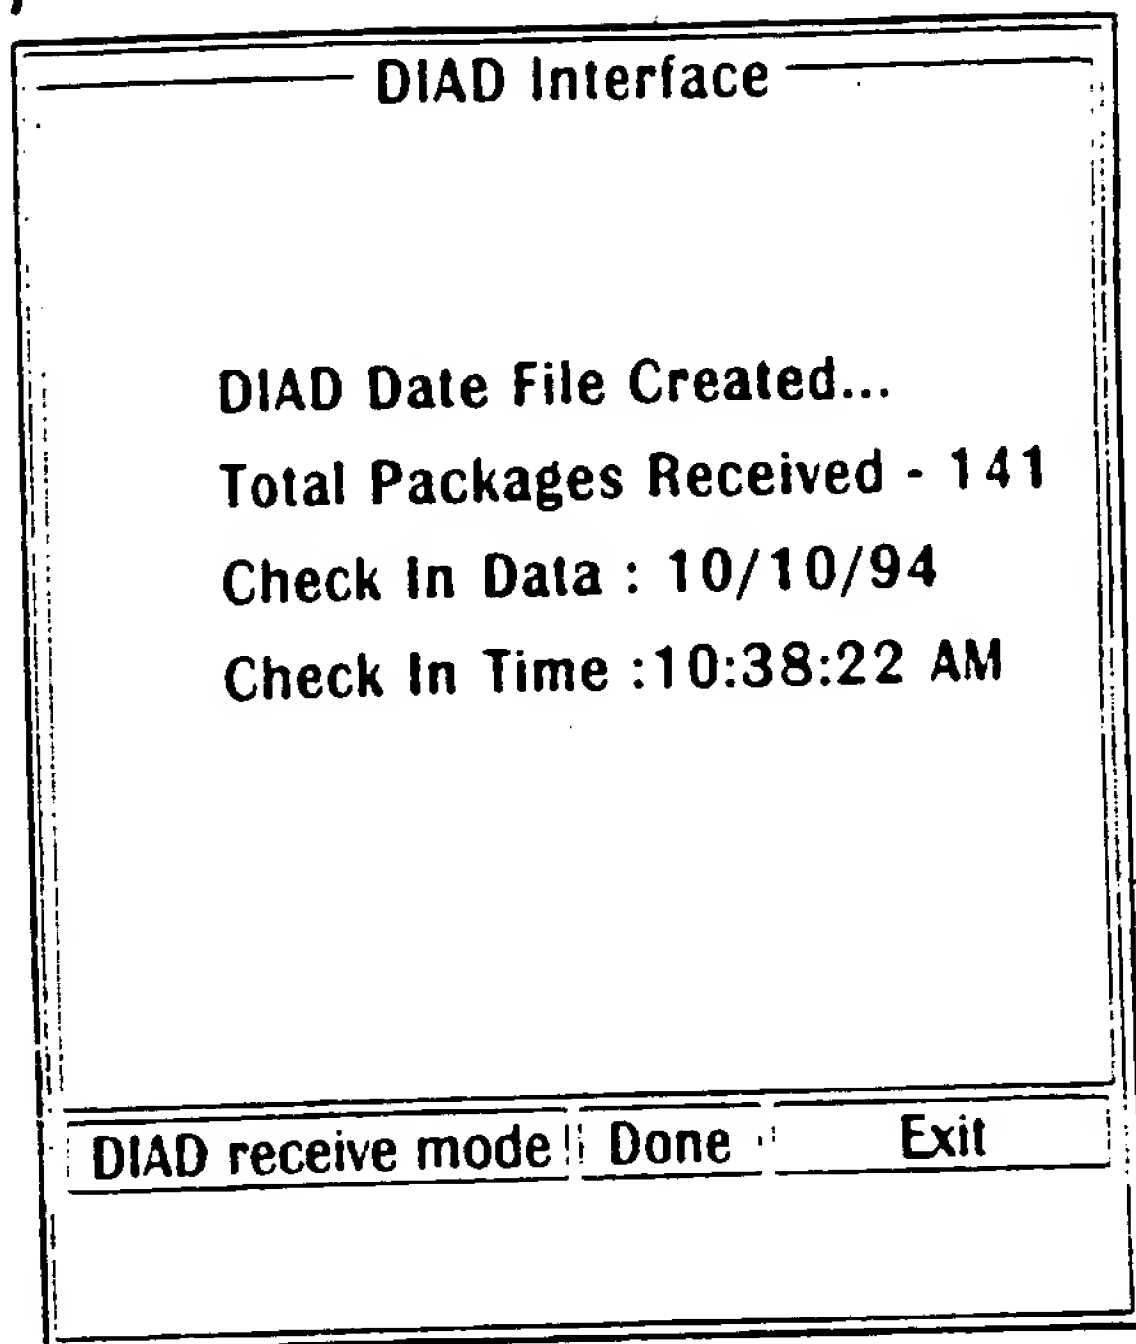 DIAD Interface
DIAD Date File Created...
Total Packages Received - 141
Check In Data : 10/10/94
Check In Time :10:38:22 AM
DIAD receive mode Done Exit